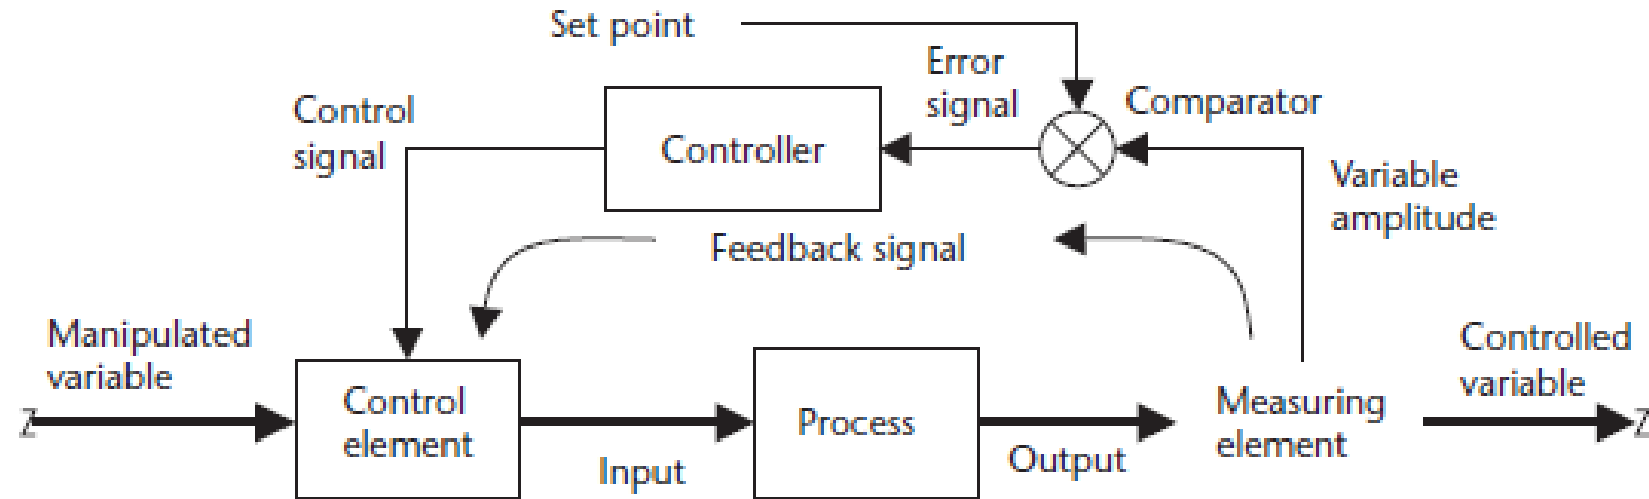 Set point
Error
signal
Comparator
Control
signal
Controller
Variable
amplitude
Feedback signal
Manipulated
variable
Controlled
variable
Control
element
Process
Measuring
element
Input
Output
Z
Z